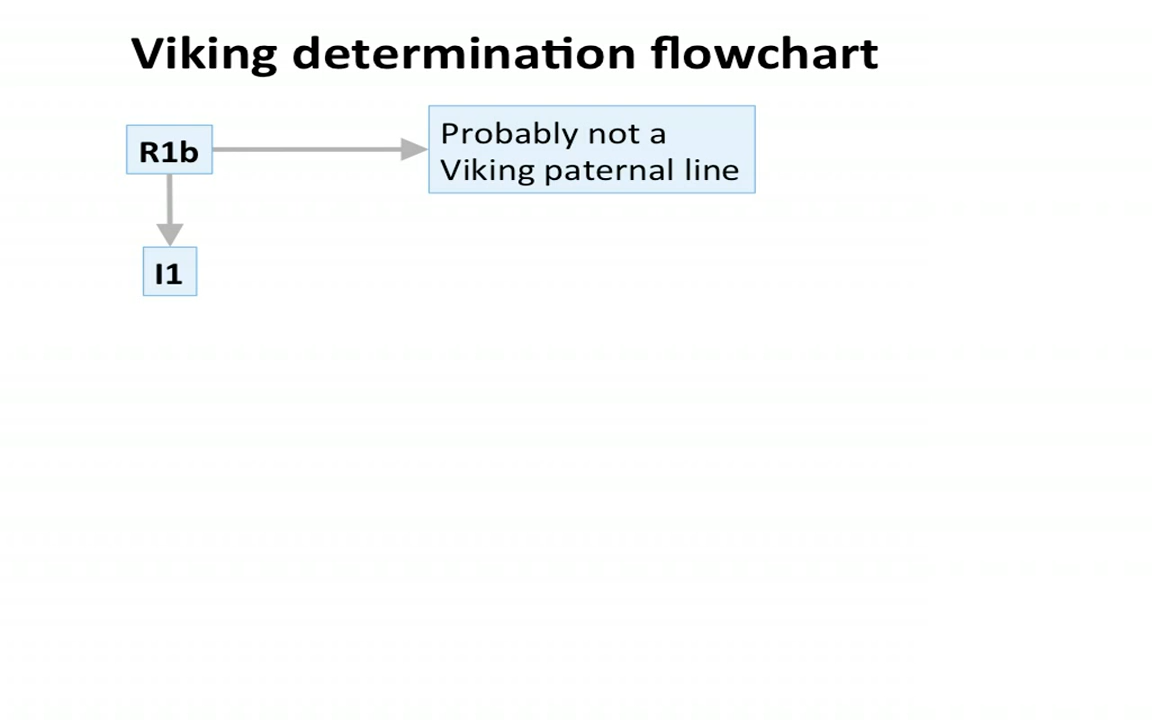 Viking determination flowchart
R1b
Probably not a
Viking paternal line
I1